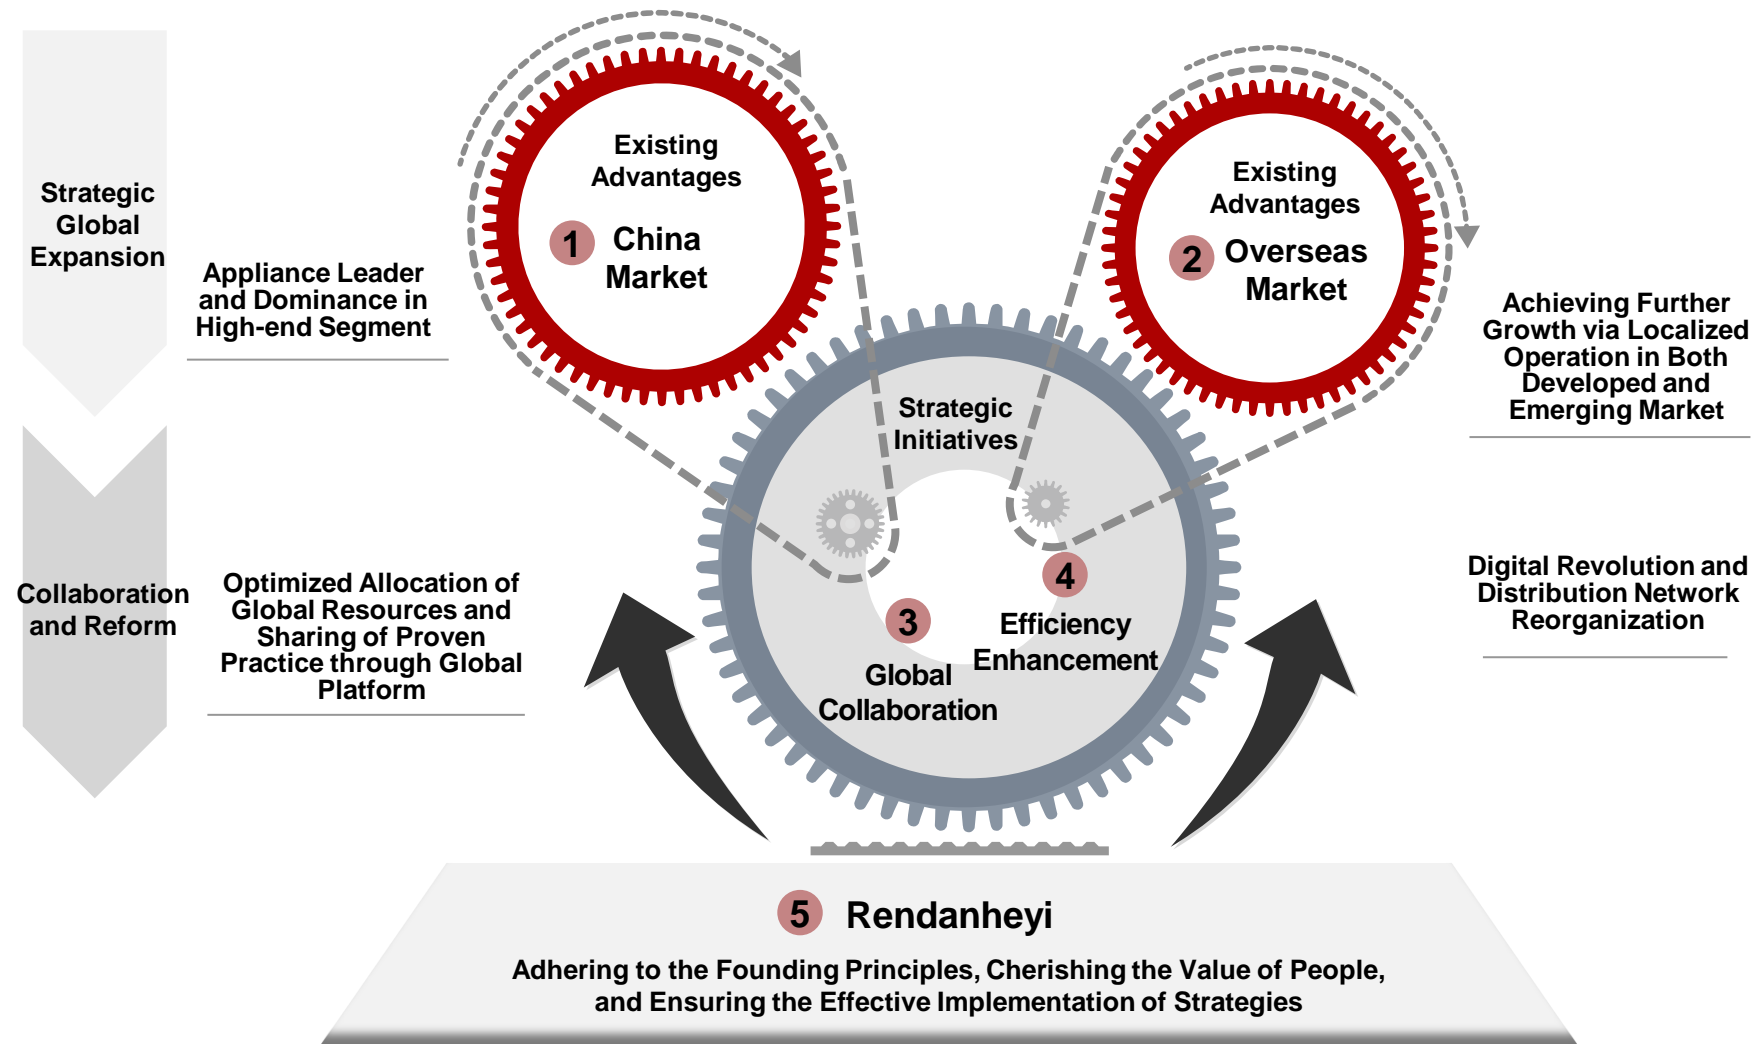 Strategic
Global
Expansion
Appliance Leader
and Dominance in
High-end Segment
Existing
Advantages
1
China
Market
Existing
Advantages
2
Overseas
Market
Achieving Further
Growth via Localized
Operation in Both
Developed and
Emerging Market
Strategic
Initiatives
Collaboration
and Reform
Optimized Allocation of
Global Resources and
Sharing of Proven
Practice through Global
Platform
3
Global
Collaboration
4
Efficiency
Enhancement
Digital Revolution and
Distribution Network
Reorganization
5 Rendanheyi
Adhering to the Founding Principles, Cherishing the Value of People,
and Ensuring the Effective Implementation of Strategies